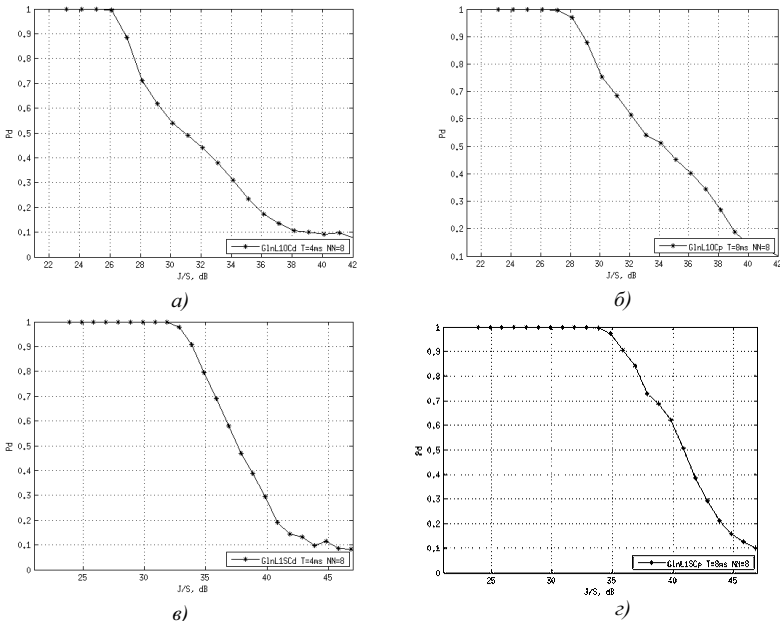 1
0.9
0.8
0.7
0.6
0.5
0.4
0.3
0.2
0.1
0
Pd
22 24 26 28 30 32 34 36 38 40 42
J/S, dB
GlnL1OCd T=4ms NN=8
а)
1
0.9
0.8
0.7
0.6
0.5
0.4
0.3
0.2
0.1
Pd
22 24 26 28 30 32 34 36 38 40 42
J/S, dB
GlnL1OCp T=8ms NN=8
б)
1
0.9
0.8
0.7
0.6
0.5
0.4
0.3
0.2
0.1
0
Pd
25 30 35 40 45
J/S, dB
GlnL1SCd T=4ms NN=8
в)
1
0.9
0.8
0.7
0.6
0.5
0.4
0.3
0.2
0.1
0
Pd
25 30 35 40 45
J/S, dB
GlnL1SCp T=8ms NN=8
г)